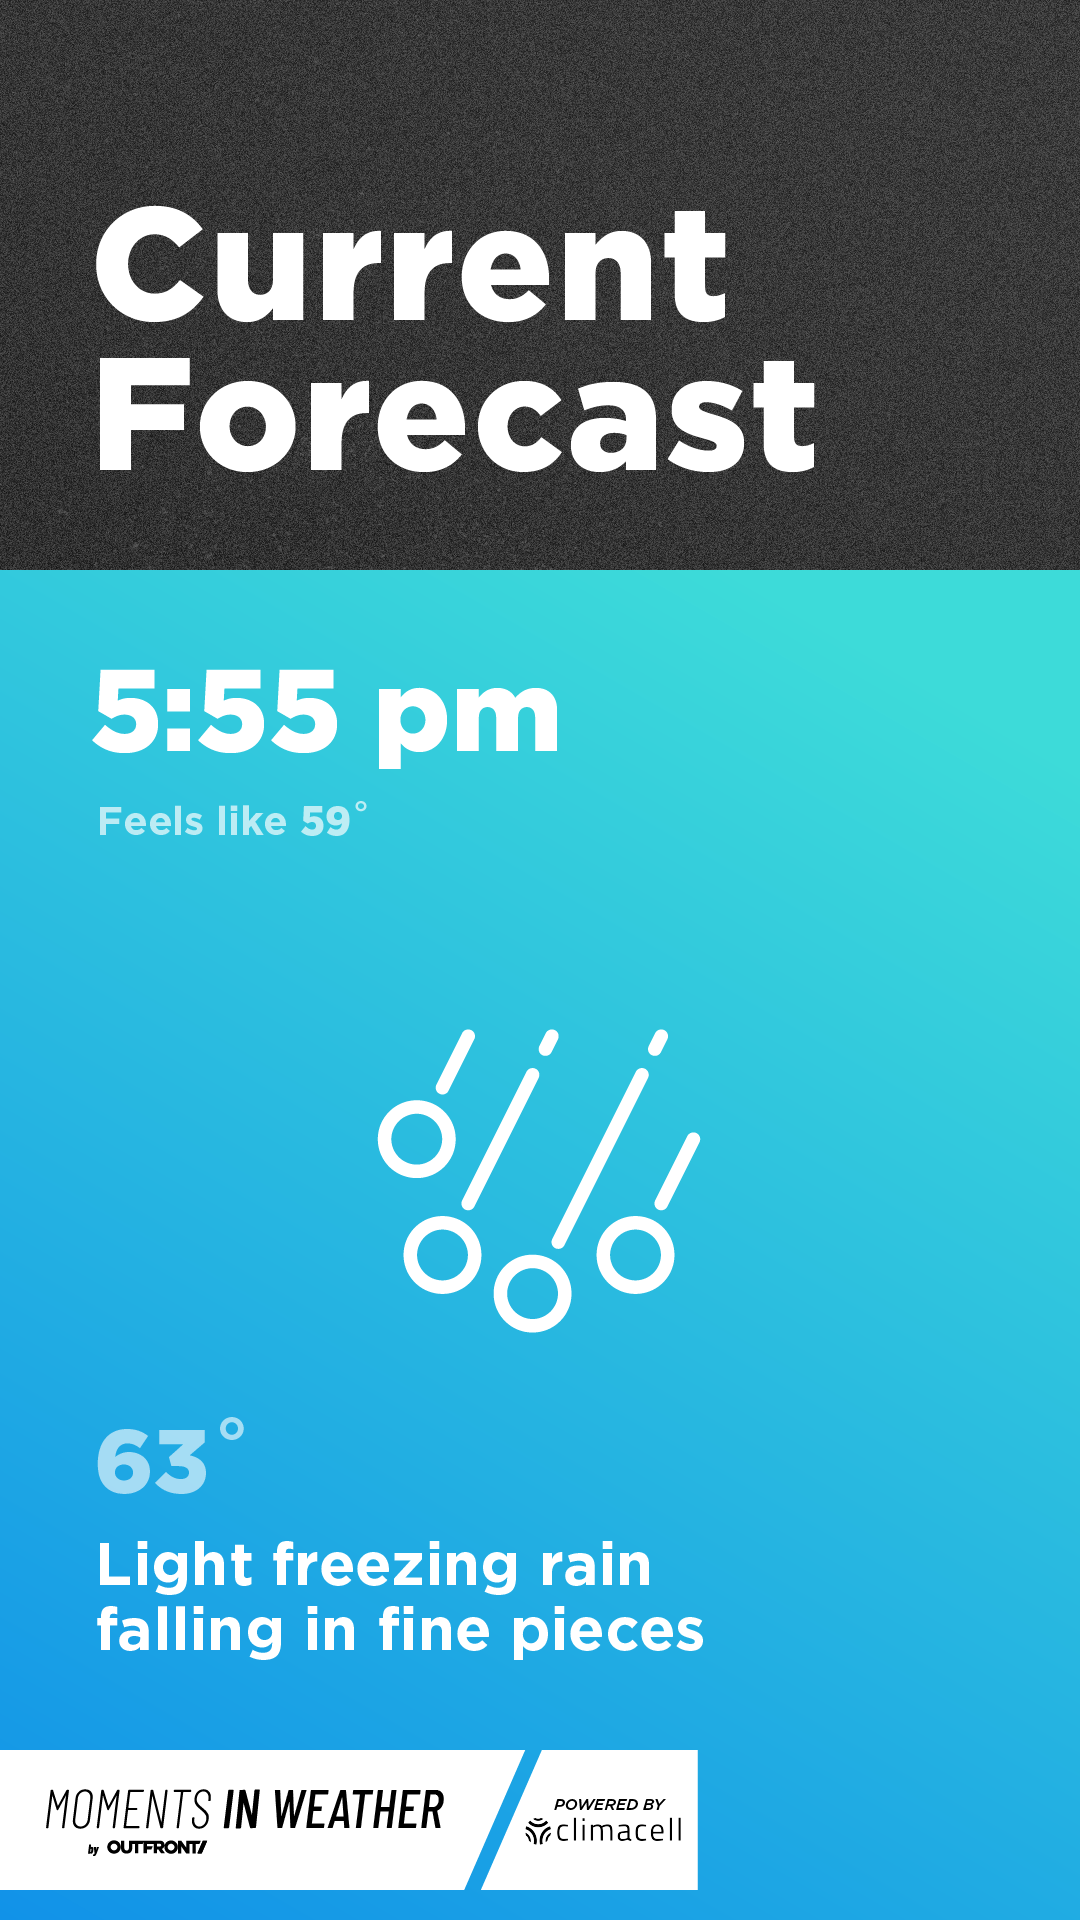 Current
Forecast
5:55 pm
Feels like 59°
63°
Light freezing rain
falling in fine pieces
MOMENTS IN WEATHER
by OUTFRONT/
POWERED BY
climacell